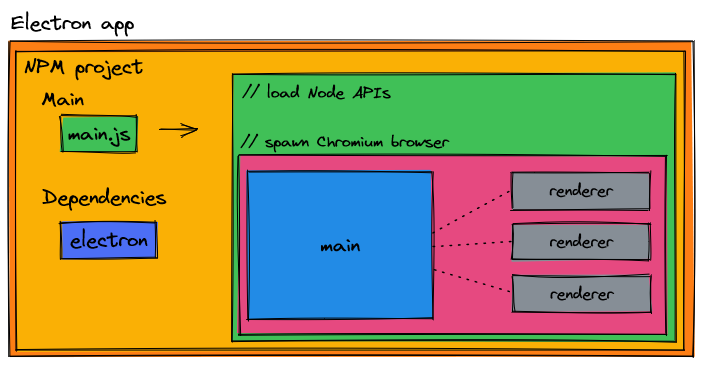 Electron app
NPM project
Main
main.js
Dependencies
electron
// load Node APIs
// spawn Chromium browser
main
renderer
renderer
renderer